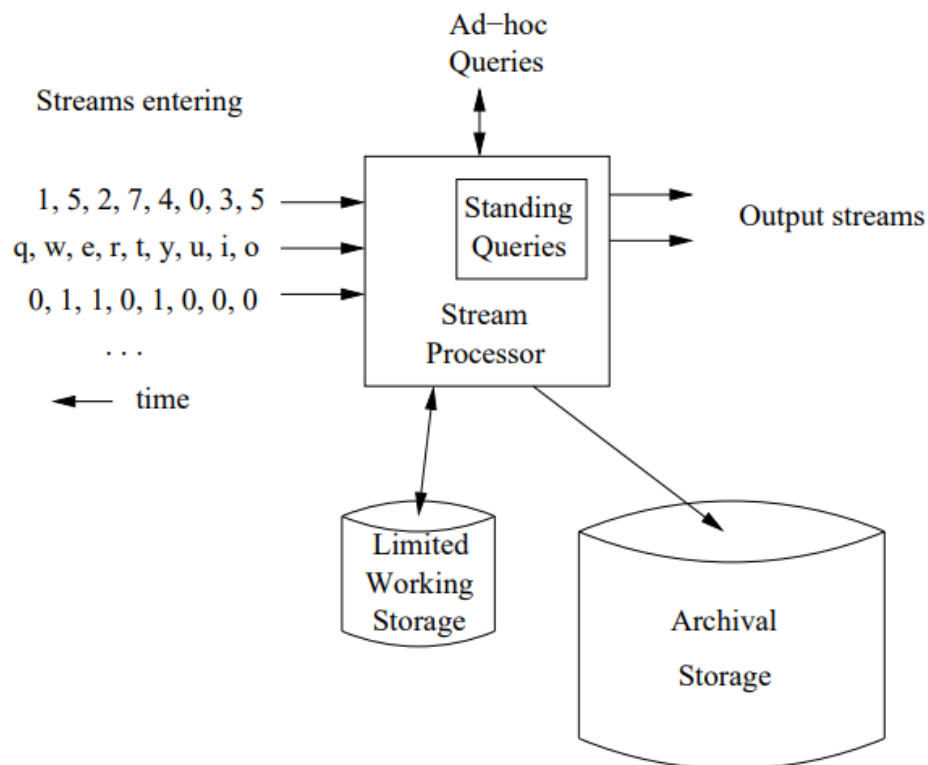 Ad−hoc
Queries
Streams entering
1, 5, 2, 7, 4, 0, 3, 5
q, w, e, r, t, y, u, i, o
0, 1, 1, 0, 1, 0, 0, 0
. . .
time
Standing
Queries
Stream
Processor
Output streams
Limited
Working
Storage
Archival
Storage